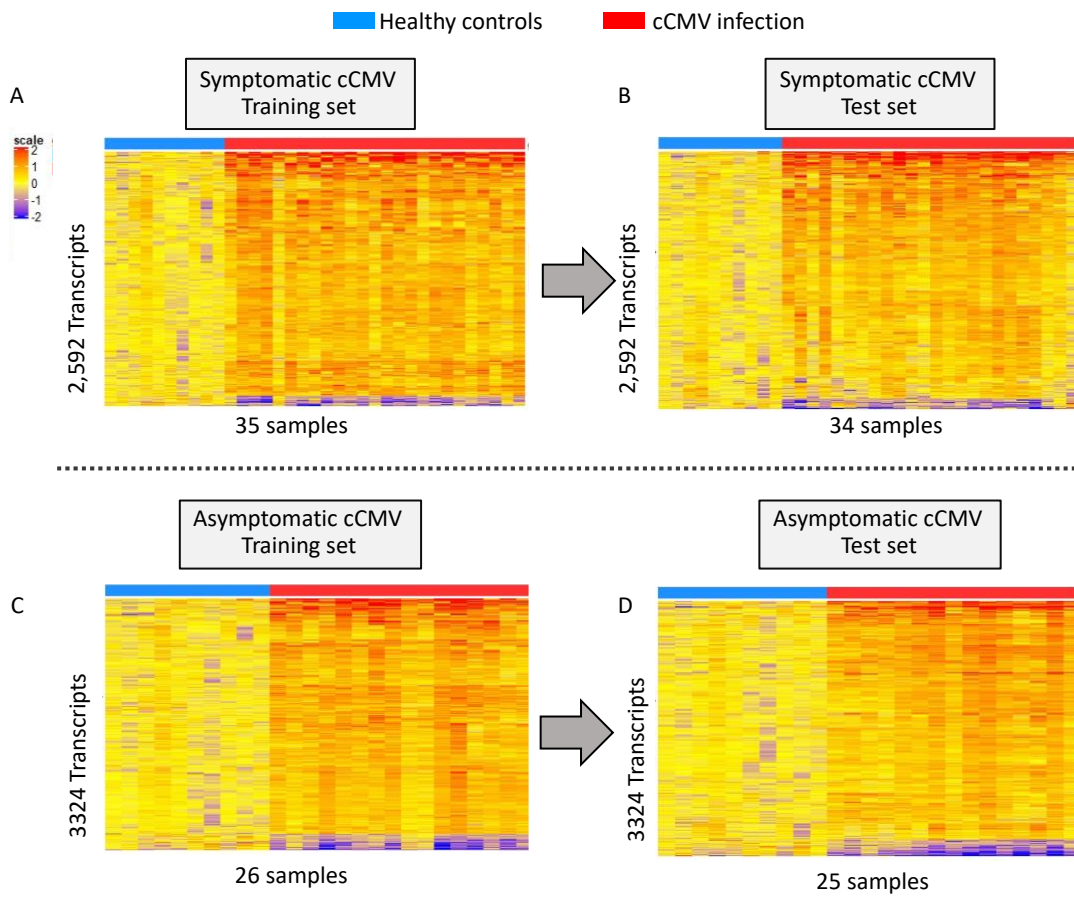 Healthy controls
cCMV infection
A
Symptomatic cCMV
Training set
B
Symptomatic cCMV
Test set
scale
2
1
0
-1
-2
2,592 Transcripts
2,592 Transcripts
35 samples
34 samples
Asymptomatic cCMV
Training set
Asymptomatic cCMV
Test set
C
D
3324 Transcripts
3324 Transcripts
26 samples
25 samples